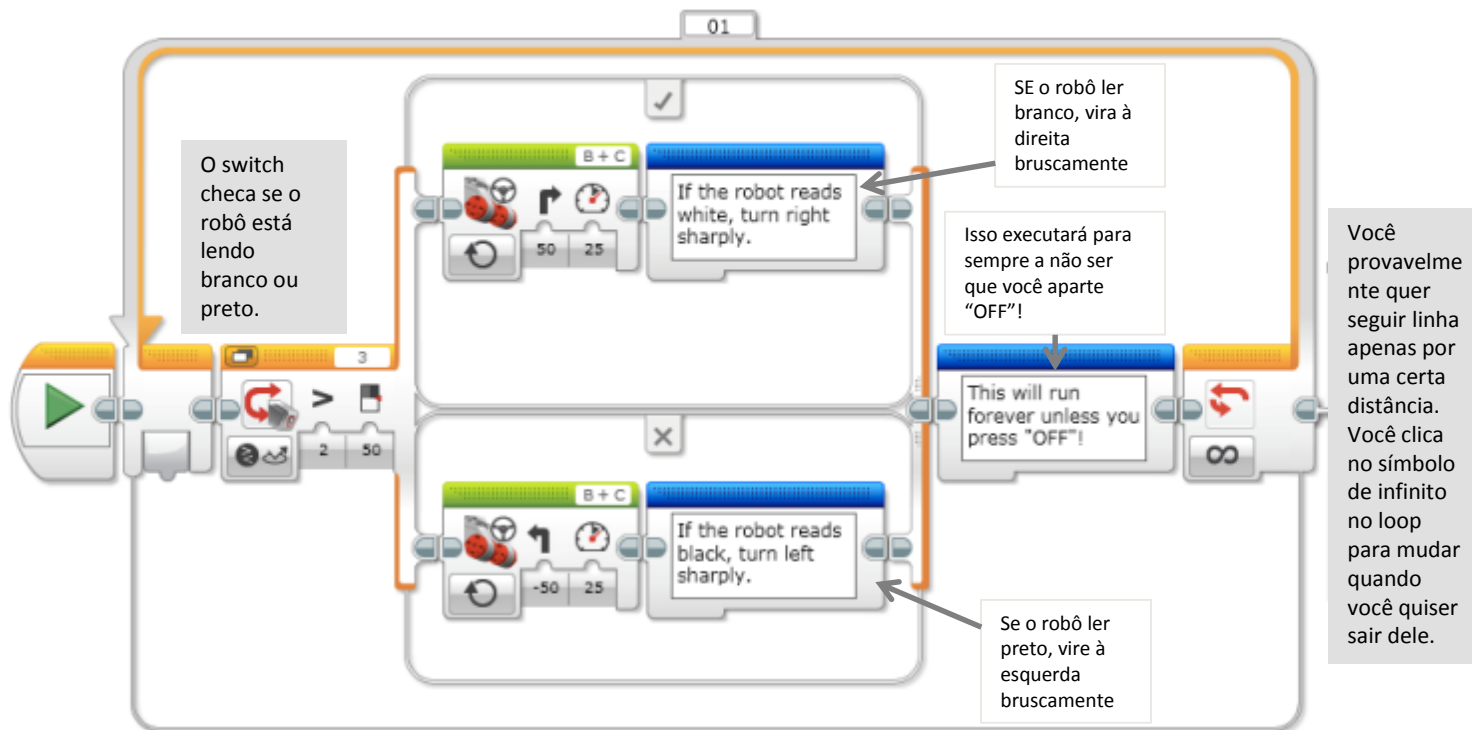 01
SE o robô ler
branco, vira à
direita
bruscamente
O switch
checa se o
robô está
lendo
branco ou
preto.
B + C
50 25
If the robot reads
white, turn right
sharply.
Isso executará para
sempre a não ser
que você aparte
“OFF”!
Você
provavelme
nte quer
seguir linha
apenas por
uma certa
distância.
Você clica
no símbolo
de infinito
no loop
para mudar
quando
você quiser
sair dele.
3
>
2 50
This will run
forever unless you
press "OFF"!
∞
B + C
-50 25
If the robot reads
black, turn left
sharply.
Se o robô ler
preto, vire à
esquerda
bruscamente